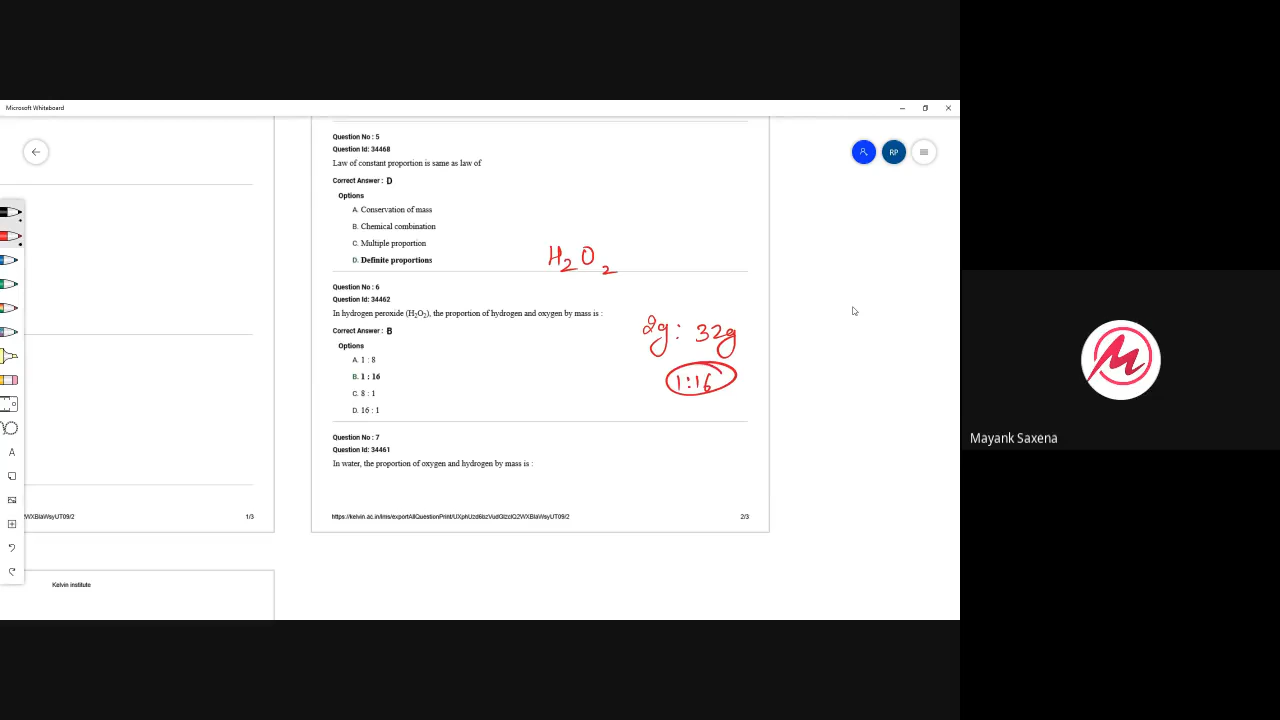 Microsoft Whiteboard
RP
Question No : 5
Question Id: 34468
Law of constant proportion is same as law of
Correct Answer : D
Options
A. Conservation of mass
B. Chemical combination
C. Multiple proportion
D. Definite proportions
H₂O₂
Question No : 6
Question Id: 34462
In hydrogen peroxide (H₂O₂), the proportion of hydrogen and oxygen by mass is :
Correct Answer : B
Options
A. 1 : 8
B. 1 : 16
C. 8 : 1
D. 16 : 1
2g : 32g
1:16
Question No : 7
Question Id: 34461
In water, the proportion of oxygen and hydrogen by mass is :
1/3
2/3
Kelvin institute
A
Mayank Saxena